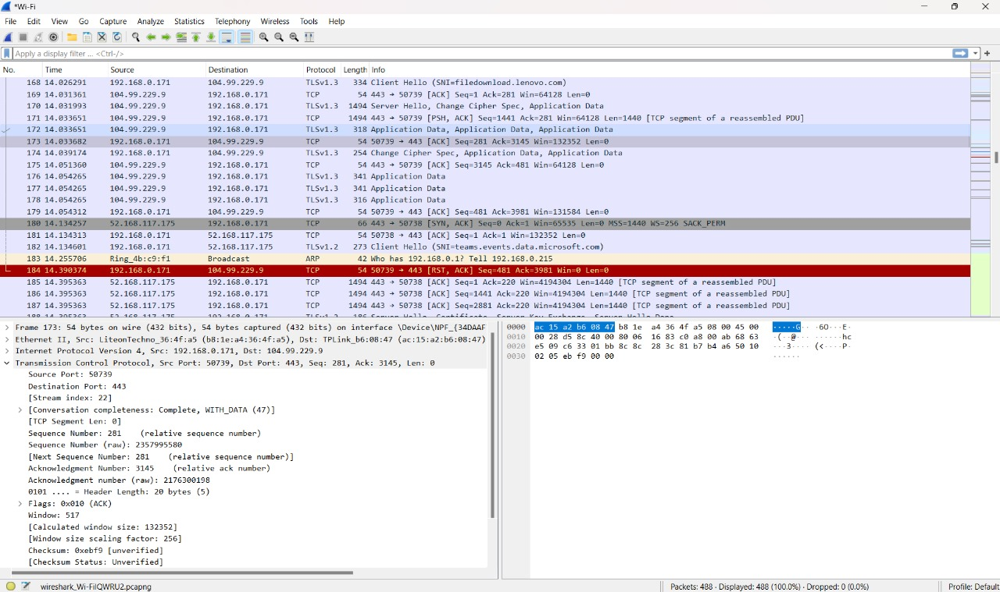 *Wi-Fi
File Edit View Go Capture Analyze Statistics Telephony Wireless Tools Help
Apply a display filter ... <Ctrl-/>
No. Time Source Destination Protocol Length Info
168 14.026291 192.168.0.171 104.99.229.9 TLSv1.3 334 Client Hello (SNI=filedownload.lenovo.com)
169 14.031361 104.99.229.9 192.168.0.171 TCP 54 443 → 50739 [ACK] Seq=1 Ack=281 Win=64128 Len=0
170 14.031993 104.99.229.9 192.168.0.171 TLSv1.3 1494 Server Hello, Change Cipher Spec, Application Data
171 14.033651 104.99.229.9 192.168.0.171 TCP 1494 443 → 50739 [PSH, ACK] Seq=1441 Ack=281 Win=64128 Len=1440 [TCP segment of a reassembled PDU]
172 14.033651 104.99.229.9 192.168.0.171 TLSv1.3 318 Application Data, Application Data, Application Data
173 14.033682 192.168.0.171 104.99.229.9 TCP 54 50739 → 443 [ACK] Seq=281 Ack=3145 Win=132352 Len=0
174 14.039174 192.168.0.171 104.99.229.9 TLSv1.3 254 Change Cipher Spec, Application Data, Application Data
175 14.051360 104.99.229.9 192.168.0.171 TCP 54 443 → 50739 [ACK] Seq=3145 Ack=481 Win=64128 Len=0
176 14.054265 104.99.229.9 192.168.0.171 TLSv1.3 341 Application Data
177 14.054265 104.99.229.9 192.168.0.171 TLSv1.3 341 Application Data
178 14.054265 104.99.229.9 192.168.0.171 TLSv1.3 316 Application Data
179 14.054312 192.168.0.171 104.99.229.9 TCP 54 50739 → 443 [ACK] Seq=481 Ack=3981 Win=131584 Len=0
180 14.134257 52.168.117.175 192.168.0.171 TCP 66 443 → 50738 [SYN, ACK] Seq=0 Ack=1 Win=65535 Len=0 MSS=1440 WS=256 SACK_PERM
181 14.134313 192.168.0.171 52.168.117.175 TCP 54 50738 → 443 [ACK] Seq=1 Ack=1 Win=132352 Len=0
182 14.134601 192.168.0.171 52.168.117.175 TLSv1.2 273 Client Hello (SNI=teams.events.data.microsoft.com)
183 14.255706 Ring_4b:c9:f1 Broadcast ARP 42 Who has 192.168.0.1? Tell 192.168.0.215
184 14.390374 192.168.0.171 104.99.229.9 TCP 54 50739 → 443 [RST, ACK] Seq=481 Ack=3981 Win=0 Len=0
185 14.395363 52.168.117.175 192.168.0.171 TCP 1494 443 → 50738 [ACK] Seq=1 Ack=220 Win=4194304 Len=1440 [TCP segment of a reassembled PDU]
186 14.395363 52.168.117.175 192.168.0.171 TCP 1494 443 → 50738 [ACK] Seq=1441 Ack=220 Win=4194304 Len=1440 [TCP segment of a reassembled PDU]
187 14.395363 52.168.117.175 192.168.0.171 TCP 1494 443 → 50738 [ACK] Seq=2881 Ack=220 Win=4194304 Len=1440 [TCP segment of a reassembled PDU]
Frame 173: 54 bytes on wire (432 bits), 54 bytes captured (432 bits) on interface \Device\NPF_{34DAAF
Ethernet II, Src: LiteonTechno_36:4f:a5 (b8:1e:a4:36:4f:a5), Dst: TPLink_b6:08:47 (ac:15:a2:b6:08:47)
Internet Protocol Version 4, Src: 192.168.0.171, Dst: 104.99.229.9
Transmission Control Protocol, Src Port: 50739, Dst Port: 443, Seq: 281, Ack: 3145, Len: 0
Source Port: 50739
Destination Port: 443
[Stream index: 22]
[Conversation completeness: Complete, WITH_DATA (47)]
[TCP Segment Len: 0]
Sequence Number: 281 (relative sequence number)
Sequence Number (raw): 2357995580
[Next Sequence Number: 281 (relative sequence number)]
Acknowledgment Number: 3145 (relative ack number)
Acknowledgment number (raw): 2176300198
0101 .... = Header Length: 20 bytes (5)
Flags: 0x010 (ACK)
Window: 517
[Calculated window size: 132352]
[Window size scaling factor: 256]
Checksum: 0xebf9 [unverified]
[Checksum Status: Unverified]
0000 ac 15 a2 b6 08 47 b8 1e a4 36 4f a5 08 00 45 00 ·····G·· ·6O···E·
0010 00 28 d5 8c 40 00 80 06 16 83 c0 a8 00 ab 68 63 ·(··@··· ······hc
0020 e5 09 c6 33 01 bb 8c 8c 28 3c 81 b7 b4 a6 50 10 ···3···· (<····P·
0030 02 05 eb f9 00 00 ······
wireshark_Wi-FiIQWRU2.pcapng
Packets: 488 · Displayed: 488 (100.0%) · Dropped: 0 (0.0%)
Profile: Default